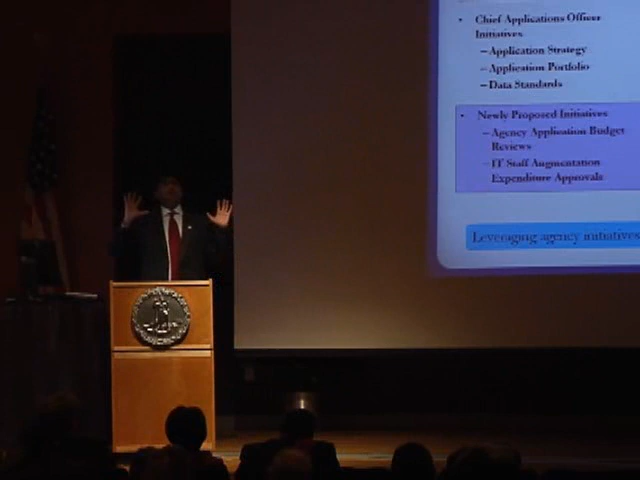 • Chief Applications Officer
Initiatives
–Application Strategy
–Application Portfolio
–Data Standards
• Newly Proposed Initiatives
–Agency Application Budget
Reviews
–IT Staff Augmentation
Expenditure Approvals
Leveraging agency initiatives